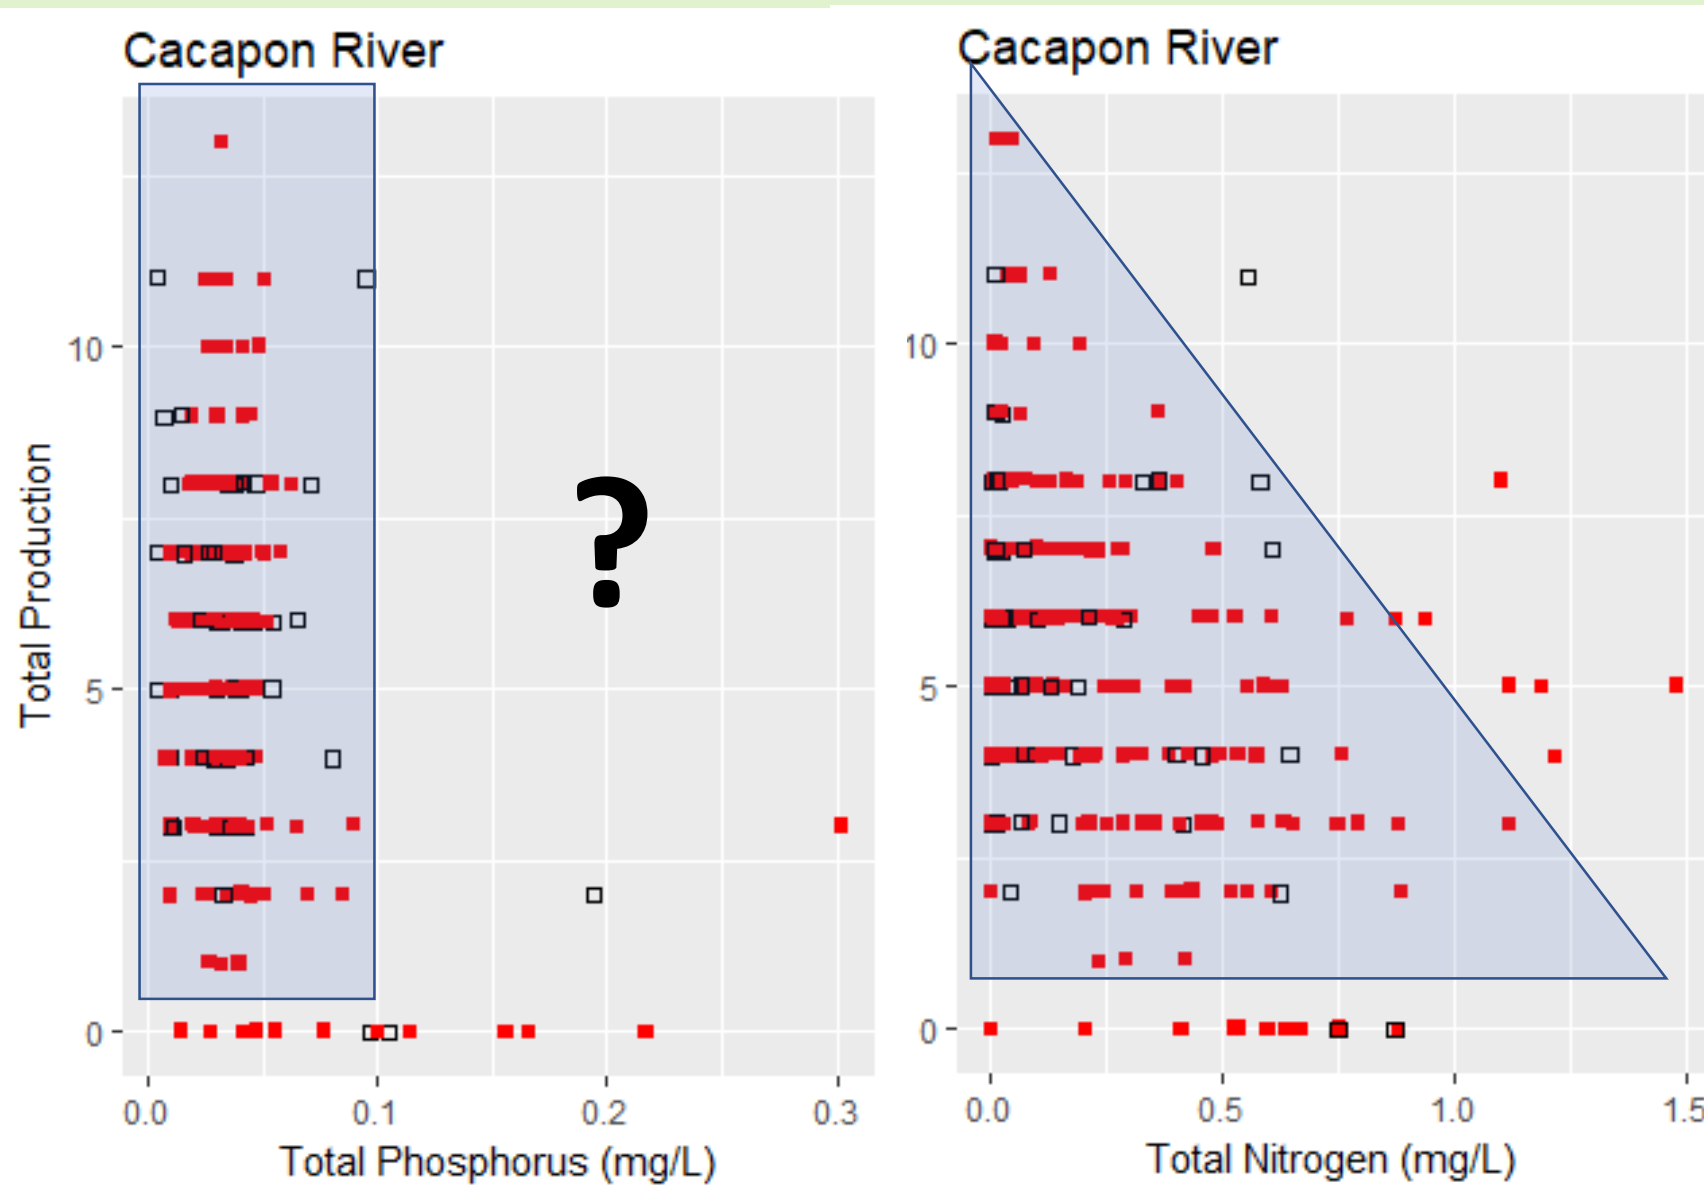 Cacapon River
Total Production
10
5
0
?
0.0 0.1 0.2 0.3
Total Phosphorus (mg/L)
Cacapon River
10
5
0
0.0 0.5 1.0 1.5
Total Nitrogen (mg/L)